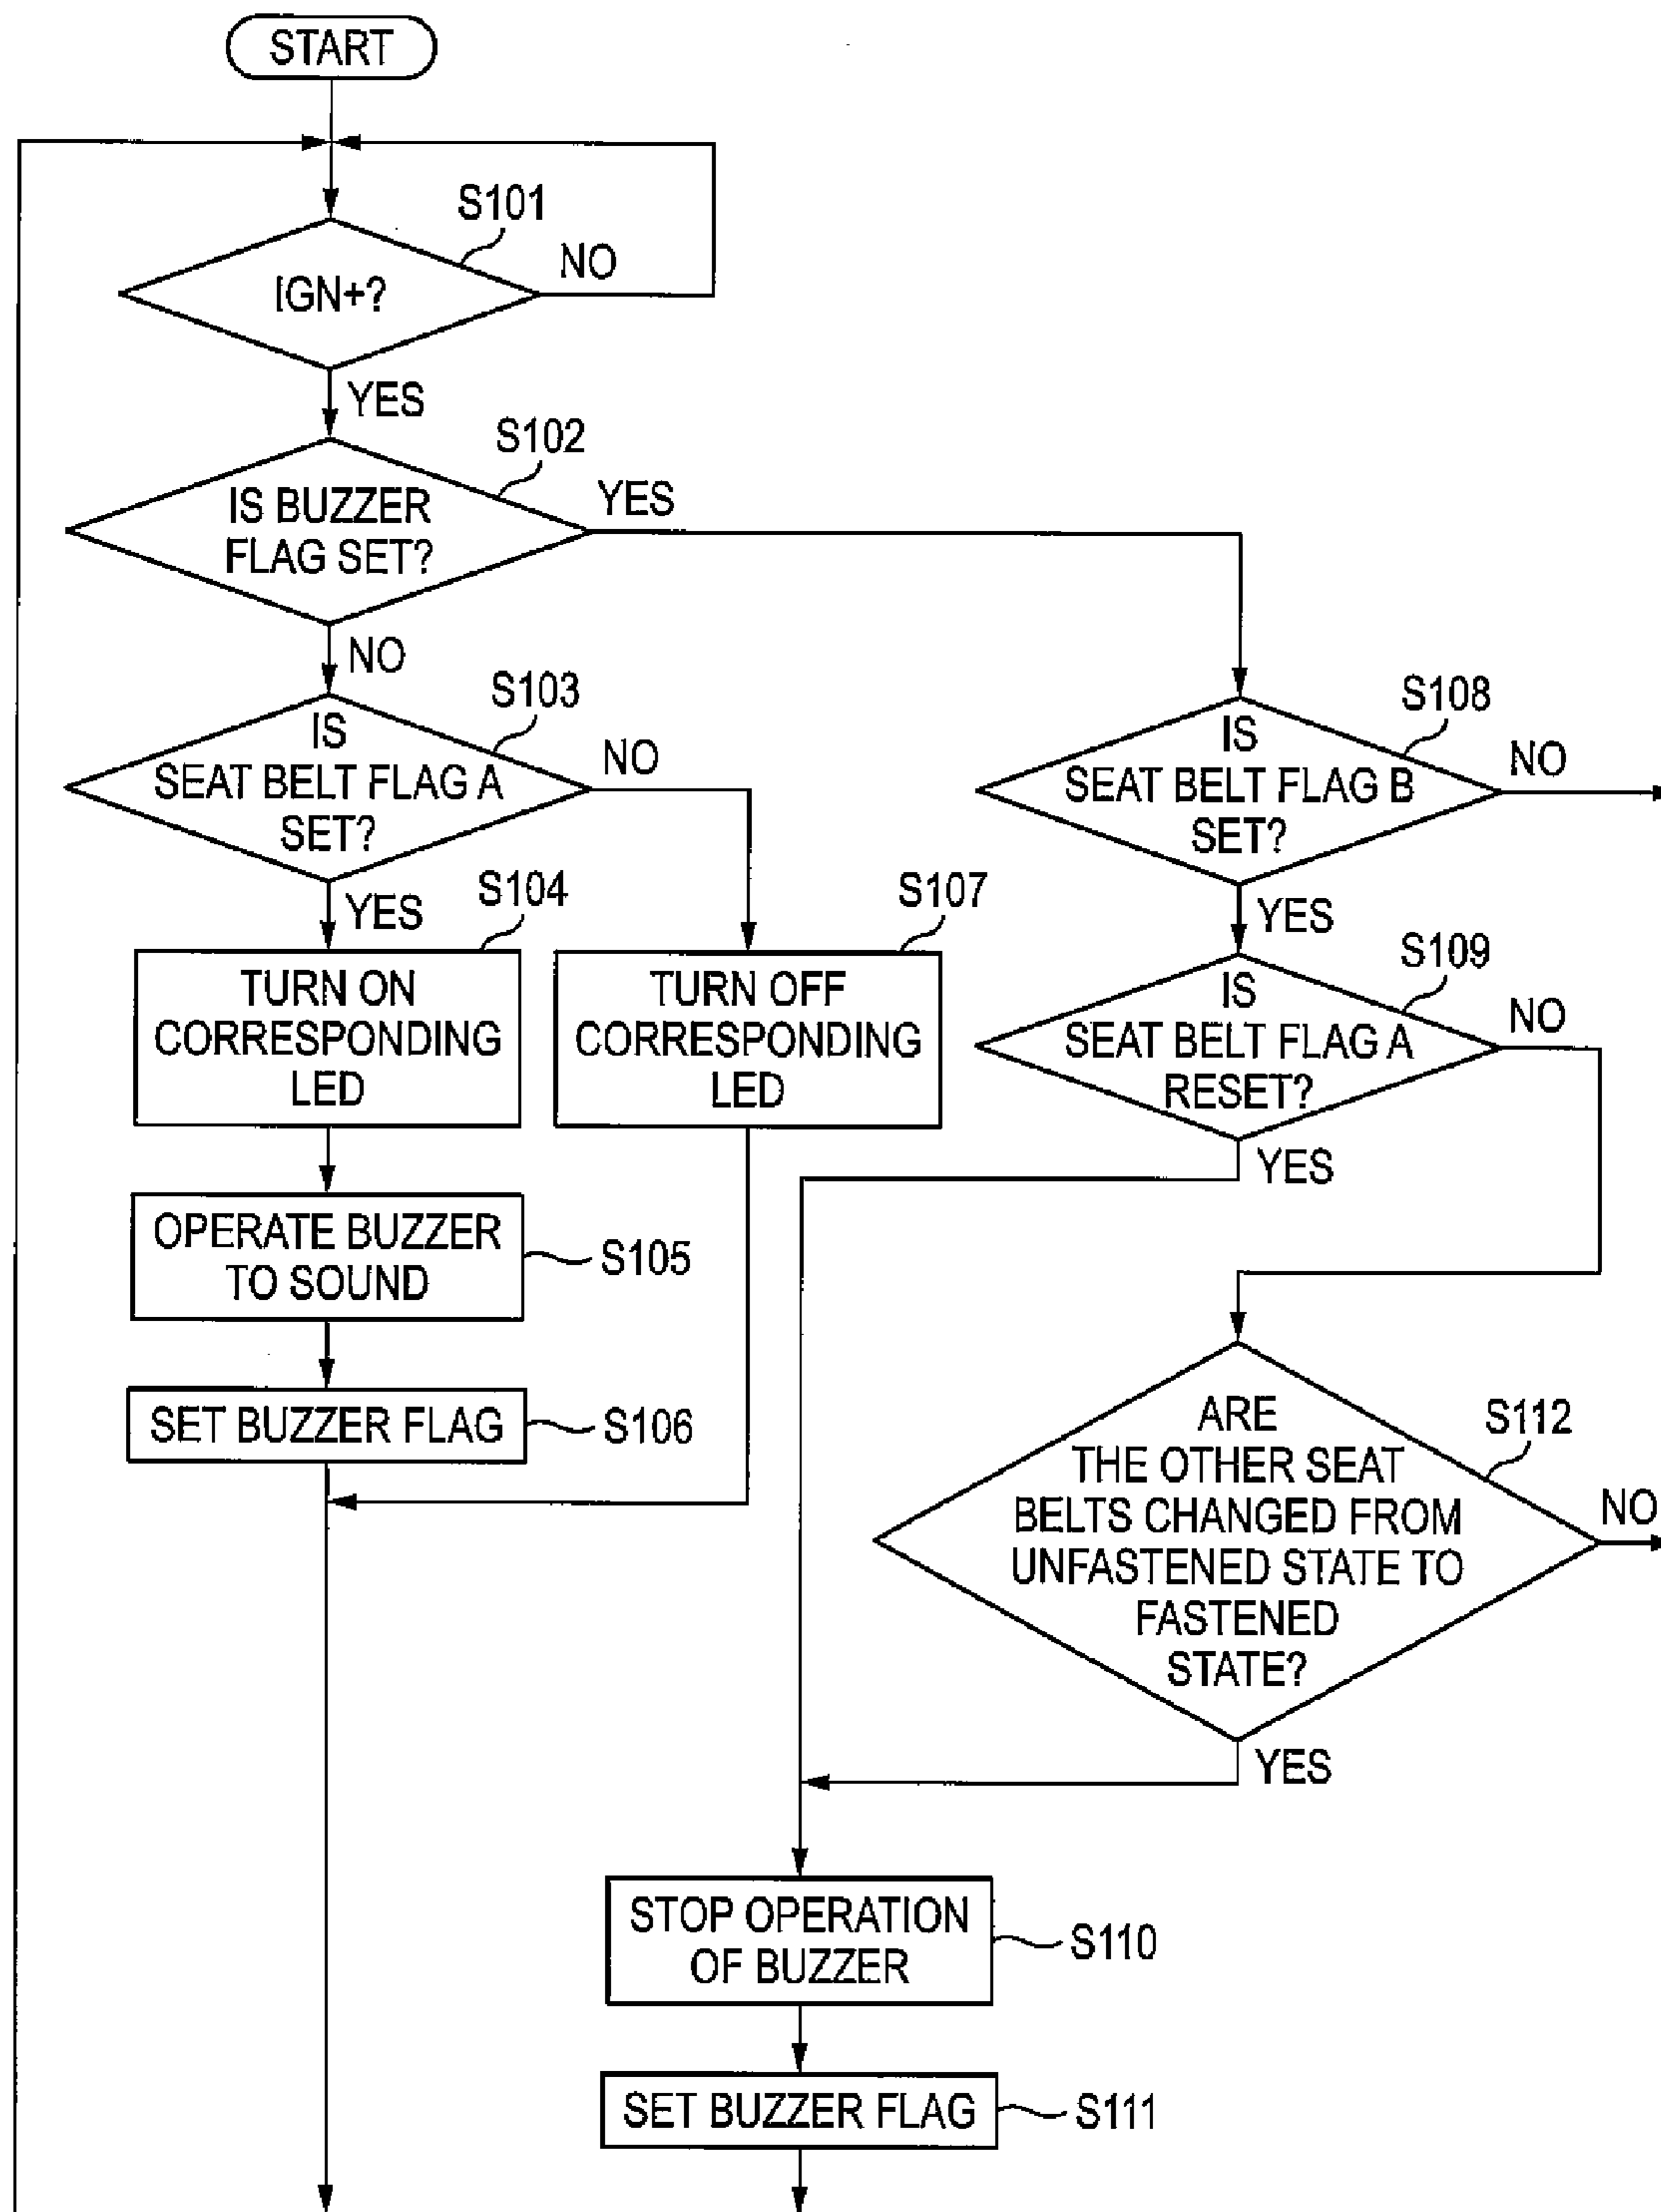 START
S101
IGN+?
NO
YES
S102
IS BUZZER
FLAG SET?
YES
NO
S103
IS
SEAT BELT FLAG A
SET?
NO
YES
S108
IS
SEAT BELT FLAG B
SET?
NO
YES
S104
TURN ON
CORRESPONDING
LED
S107
TURN OFF
CORRESPONDING
LED
S109
IS
SEAT BELT FLAG A
RESET?
NO
YES
OPERATE BUZZER
TO SOUND
S105
SET BUZZER FLAG
S106
S112
ARE
THE OTHER SEAT
BELTS CHANGED FROM
UNFASTENED STATE TO
FASTENED
STATE?
NO
YES
STOP OPERATION
OF BUZZER
S110
SET BUZZER FLAG
S111